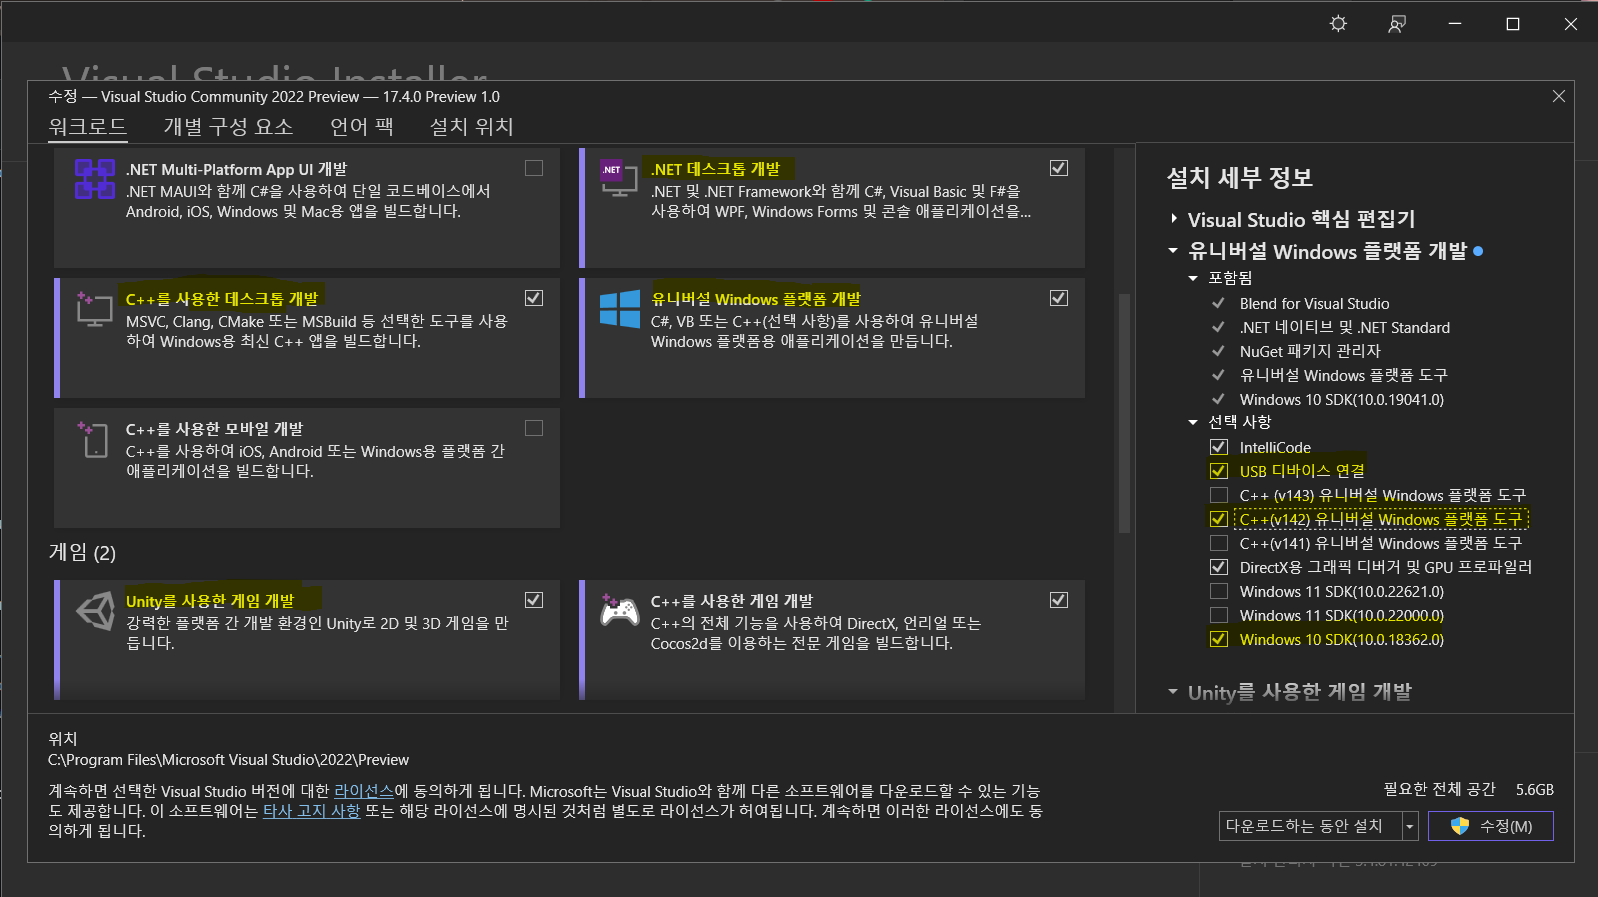 Visual Studio Installer
수정 — Visual Studio Community 2022 Preview — 17.4.0 Preview 1.0
워크로드
개별 구성 요소
언어 팩
설치 위치
.NET Multi-Platform App UI 개발
.NET MAUI와 함께 C#을 사용하여 단일 코드베이스에서
Android, iOS, Windows 및 Mac용 앱을 빌드합니다.
.NET
.NET 데스크톱 개발
.NET 및 .NET Framework와 함께 C#, Visual Basic 및 F#을
사용하여 WPF, Windows Forms 및 콘솔 애플리케이션을...
C++를 사용한 데스크톱 개발
MSVC, Clang, CMake 또는 MSBuild 등 선택한 도구를 사용
하여 Windows용 최신 C++ 앱을 빌드합니다.
유니버설 Windows 플랫폼 개발
C#, VB 또는 C++(선택 사항)를 사용하여 유니버설
Windows 플랫폼용 애플리케이션을 만듭니다.
C++를 사용한 모바일 개발
C++를 사용하여 iOS, Android 또는 Windows용 플랫폼 간
애플리케이션을 빌드합니다.
게임 (2)
Unity를 사용한 게임 개발
강력한 플랫폼 간 개발 환경인 Unity로 2D 및 3D 게임을 만
듭니다.
C++를 사용한 게임 개발
C++의 전체 기능을 사용하여 DirectX, 언리얼 또는
Cocos2d를 이용하는 전문 게임을 빌드합니다.
설치 세부 정보
Visual Studio 핵심 편집기
유니버설 Windows 플랫폼 개발
포함됨
Blend for Visual Studio
.NET 네이티브 및 .NET Standard
NuGet 패키지 관리자
유니버설 Windows 플랫폼 도구
Windows 10 SDK(10.0.19041.0)
선택 사항
IntelliCode
USB 디바이스 연결
C++ (v143) 유니버설 Windows 플랫폼 도구
C++(v142) 유니버설 Windows 플랫폼 도구
C++(v141) 유니버설 Windows 플랫폼 도구
DirectX용 그래픽 디버거 및 GPU 프로파일러
Windows 11 SDK(10.0.22621.0)
Windows 11 SDK(10.0.22000.0)
Windows 10 SDK(10.0.18362.0)
Unity를 사용한 게임 개발
위치
C:\Program Files\Microsoft Visual Studio\2022\Preview
계속하면 선택한 Visual Studio 버전에 대한 라이선스에 동의하게 됩니다. Microsoft는 Visual Studio와 함께 다른 소프트웨어를 다운로드할 수 있는 기능
도 제공합니다. 이 소프트웨어는 타사 고지 사항 또는 해당 라이선스에 명시된 것처럼 별도로 라이선스가 허여됩니다. 계속하면 이러한 라이선스에도 동
의하게 됩니다.
필요한 전체 공간 5.6GB
다운로드하는 동안 설치
수정(M)